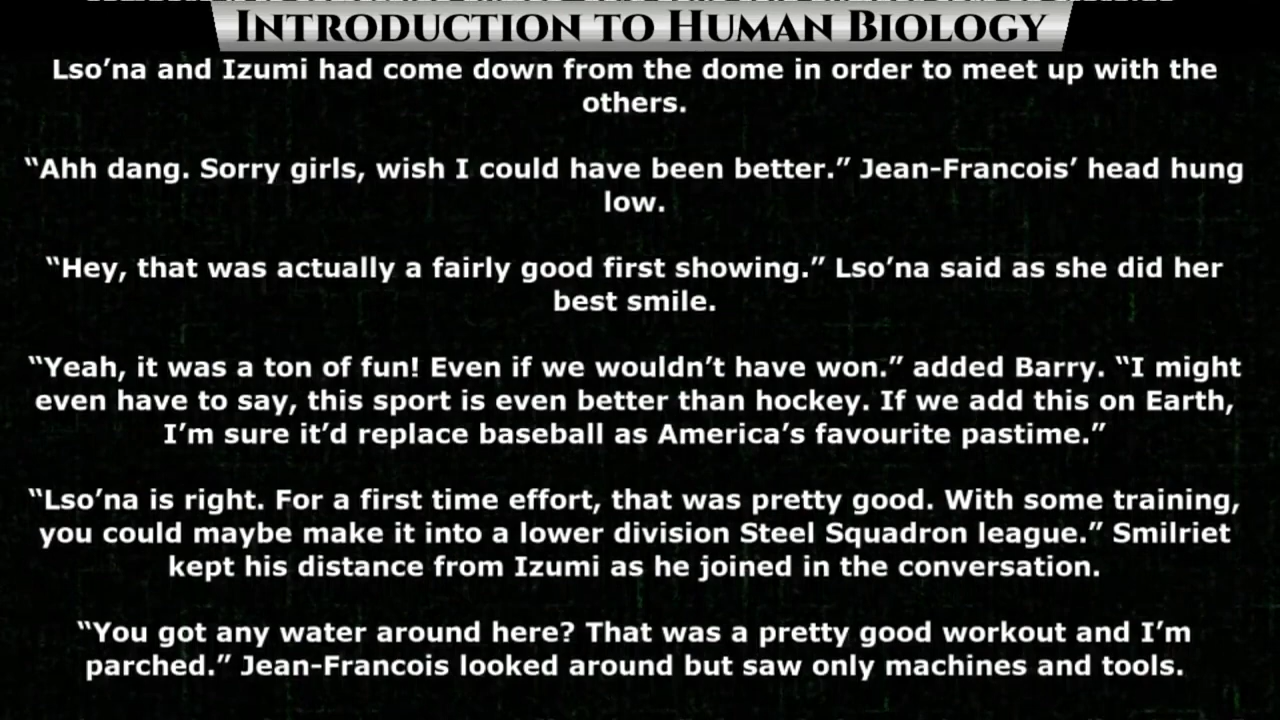 INTRODUCTION TO HUMAN BIOLOGY
Lso’na and Izumi had come down from the dome in order to meet up with the
others.
“Ahh dang. Sorry girls, wish I could have been better.” Jean-Francois’ head hung
low.
“Hey, that was actually a fairly good first showing.” Lso’na said as she did her
best smile.
“Yeah, it was a ton of fun! Even if we wouldn’t have won.” added Barry. “I might
even have to say, this sport is even better than hockey. If we add this on Earth,
I’m sure it’d replace baseball as America’s favourite pastime.”
“Lso’na is right. For a first time effort, that was pretty good. With some training,
you could maybe make it into a lower division Steel Squadron league.” Smilriet
kept his distance from Izumi as he joined in the conversation.
“You got any water around here? That was a pretty good workout and I’m
parched.” Jean-Francois looked around but saw only machines and tools.